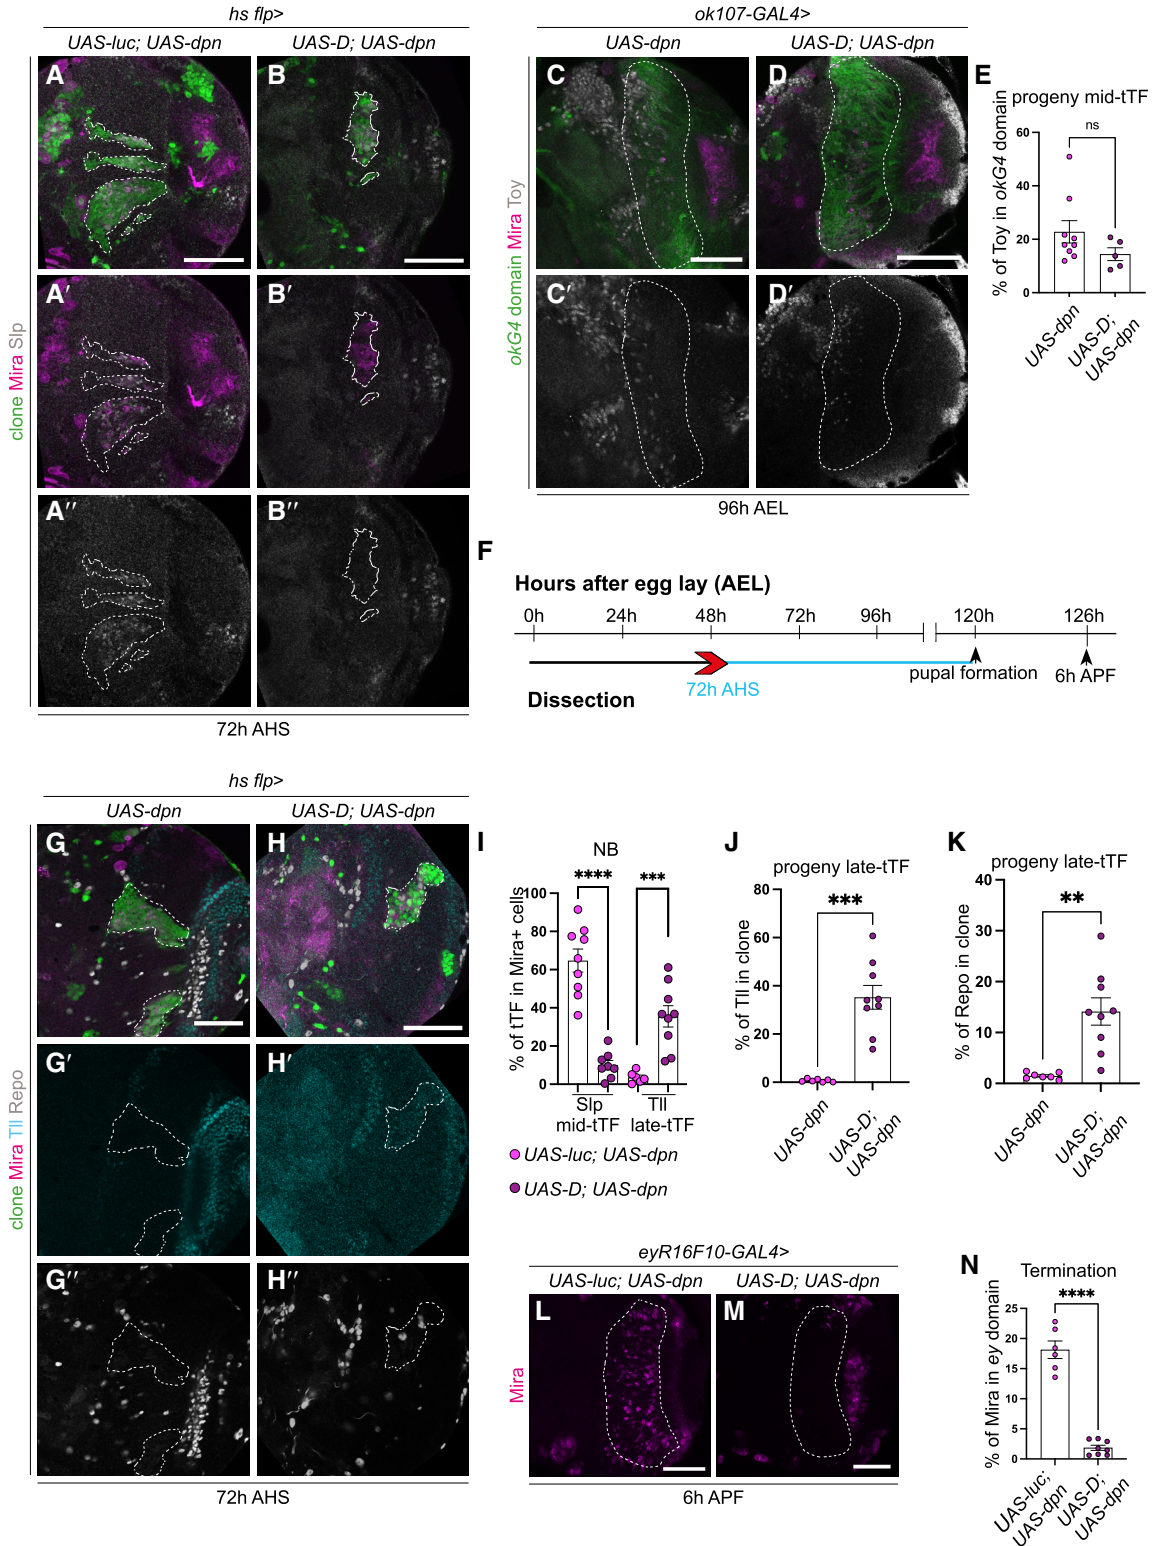 hs flp>
UAS-luc; UAS-dpn
UAS-D; UAS-dpn
A
B
A′
B′
A′′
B′′
clone Mira Slp
72h AHS
ok107-GAL4>
UAS-dpn
UAS-D; UAS-dpn
C
D
C′
D′
okG4 domain Mira Toy
96h AEL
E
progeny mid-tTF
ns
% of Toy in okG4 domain
60
40
20
0
UAS-dpn
UAS-D;
UAS-dpn
F
Hours after egg lay (AEL)
0h
24h
48h
72h
96h
120h
126h
72h AHS
pupal formation
6h APF
Dissection
hs flp>
UAS-dpn
UAS-D; UAS-dpn
G
H
G′
H′
G′′
H′′
clone Mira Tll Repo
72h AHS
I
NB
****
***
% of tTF in Mira+ cells
100
80
60
40
20
0
Slp
mid-tTF
Tll
late-tTF
UAS-luc; UAS-dpn
UAS-D; UAS-dpn
J
progeny late-tTF
***
% of Tll in clone
80
60
40
20
0
UAS-dpn
UAS-D;
UAS-dpn
K
progeny late-tTF
**
% of Repo in clone
40
30
20
10
0
UAS-dpn
UAS-D;
UAS-dpn
eyR16F10-GAL4>
UAS-luc; UAS-dpn
UAS-D; UAS-dpn
L
M
Mira
6h APF
N
Termination
****
% of Mira in ey domain
25
20
15
10
5
0
UAS-luc;
UAS-dpn
UAS-D;
UAS-dpn